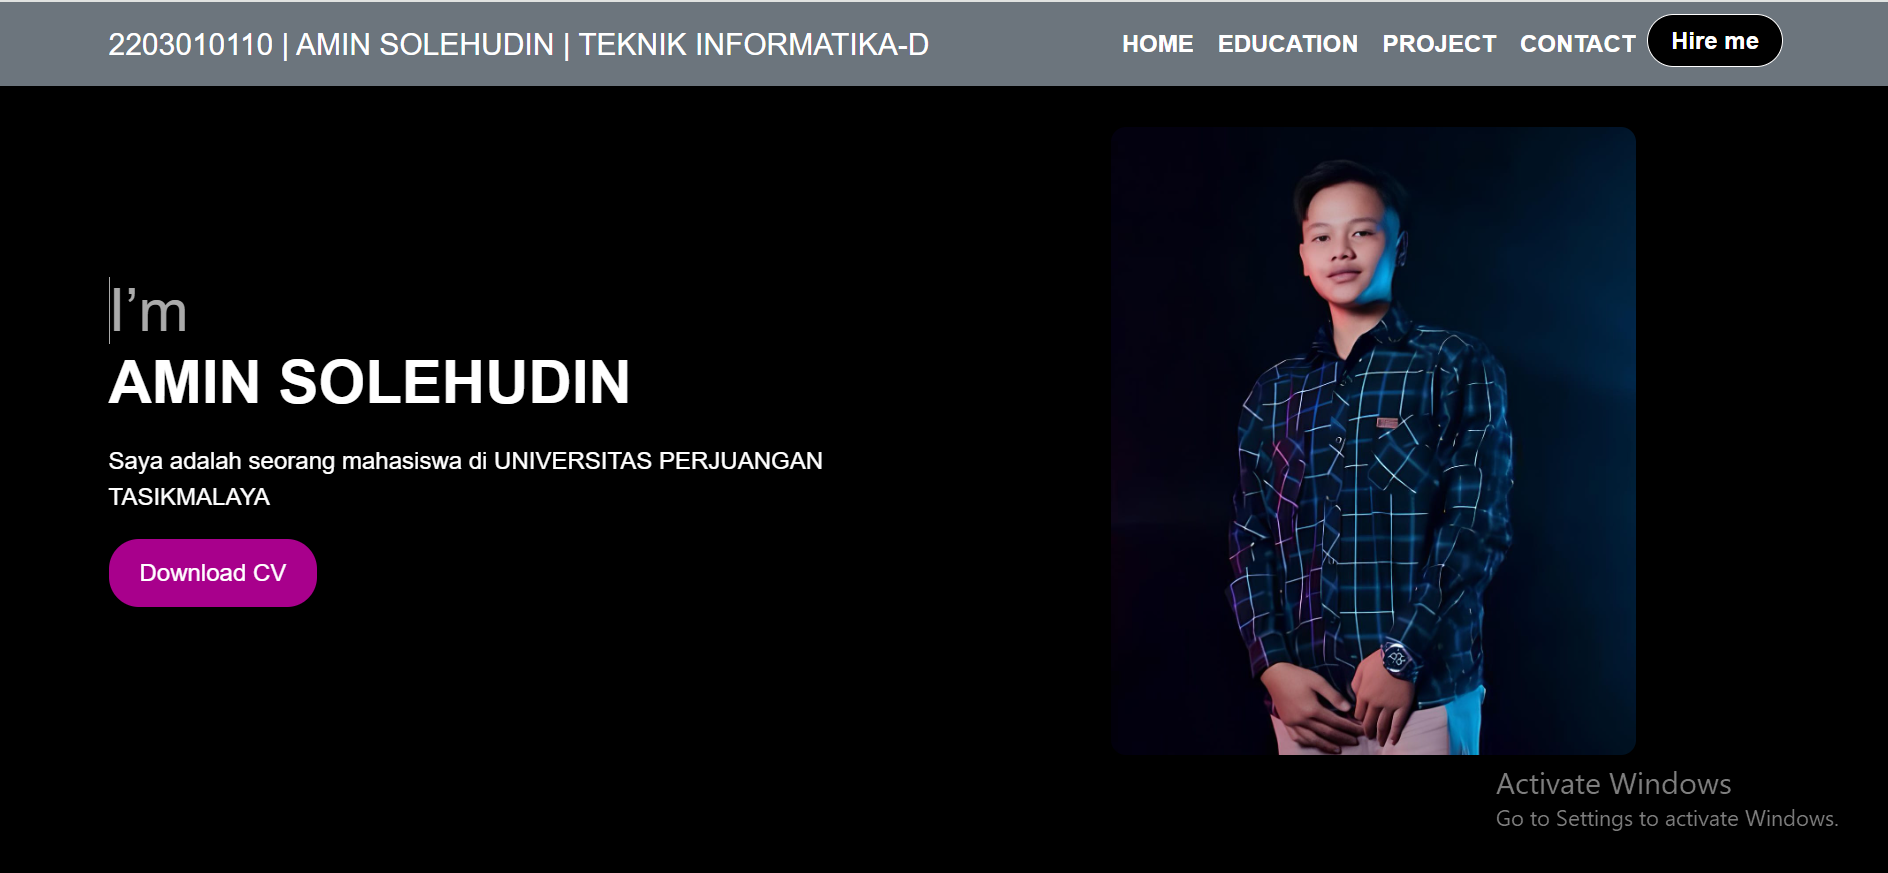 2203010110 | AMIN SOLEHUDIN | TEKNIK INFORMATIKA-D
HOME EDUCATION PROJECT CONTACT Hire me
I’m
AMIN SOLEHUDIN
Saya adalah seorang mahasiswa di UNIVERSITAS PERJUANGAN
TASIKMALAYA
Download CV
Activate Windows
Go to Settings to activate Windows.